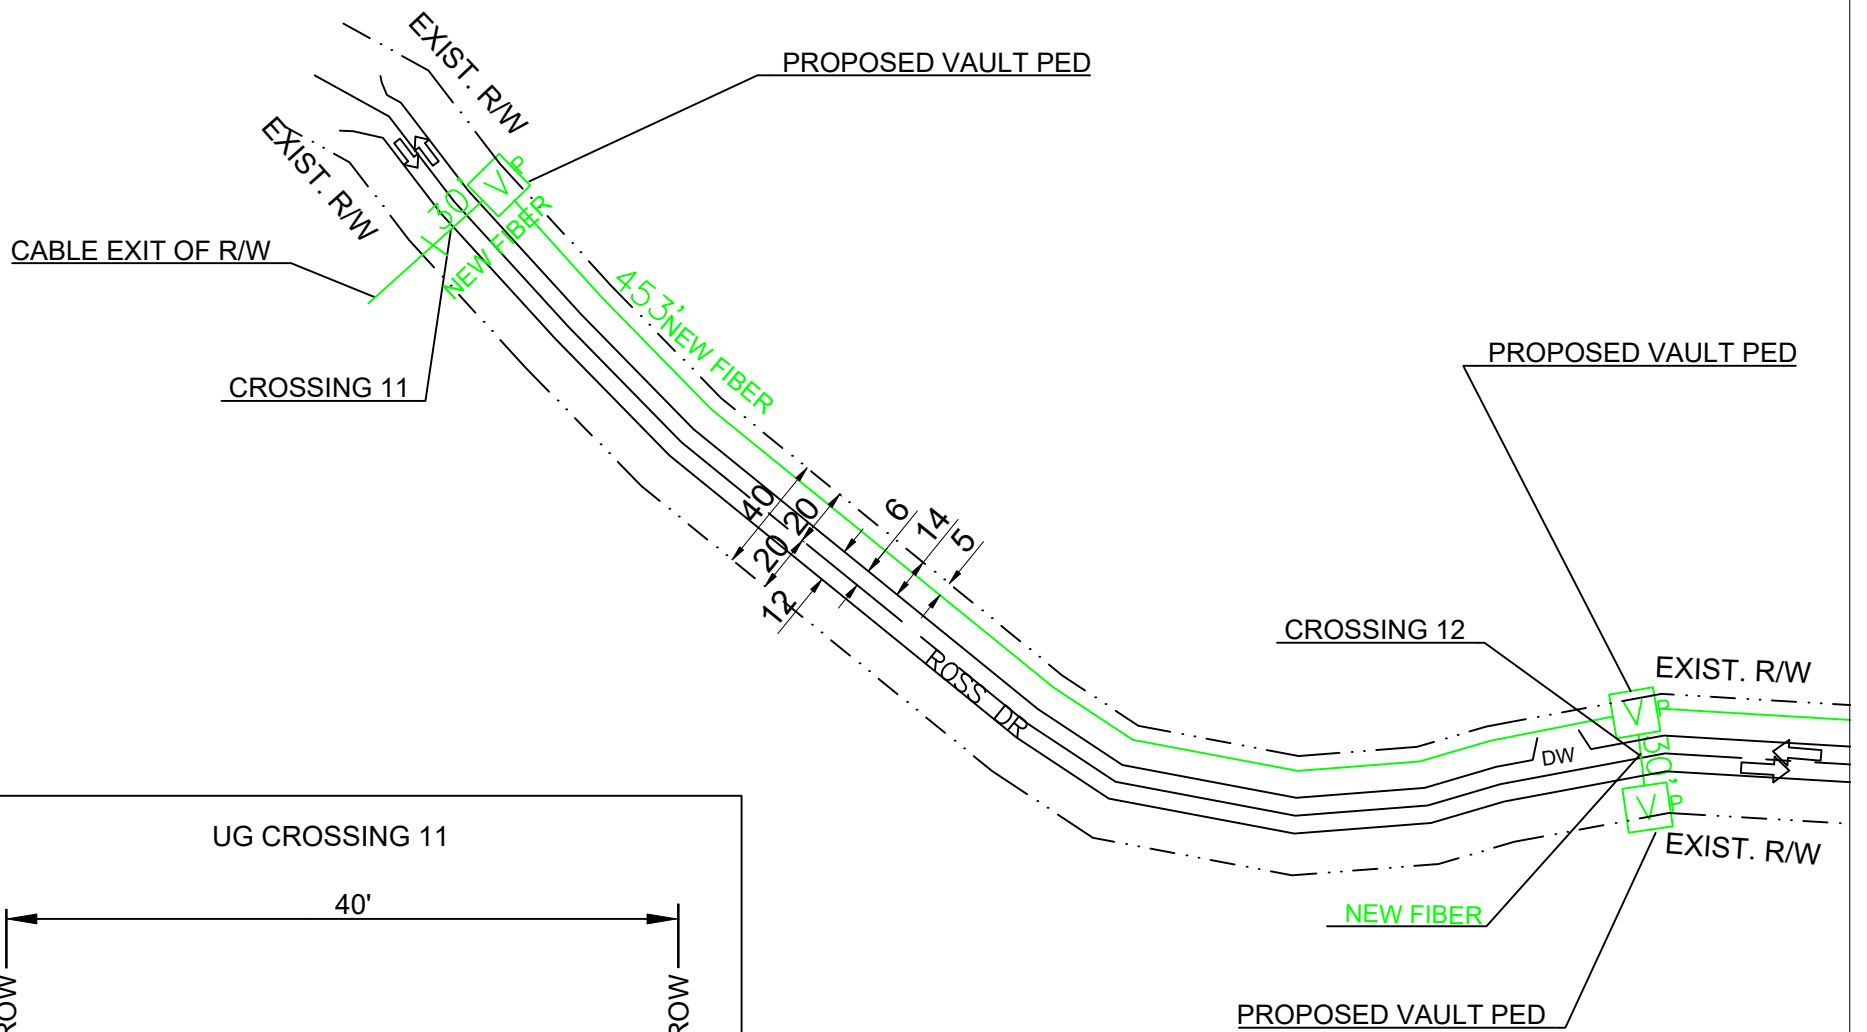 EXIST. R/W
PROPOSED VAULT PED
EXIST. R/W
V P
30'
NEW FIBER
CABLE EXIT OF R/W
453'
NEW FIBER
CROSSING 11
PROPOSED VAULT PED
40
20
20
12
6
14
5
CROSSING 12
ROSS DR
EXIST. R/W
V P
DW
30'
V P
EXIST. R/W
NEW FIBER
PROPOSED VAULT PED
UG CROSSING 11
40'
ROW
ROW